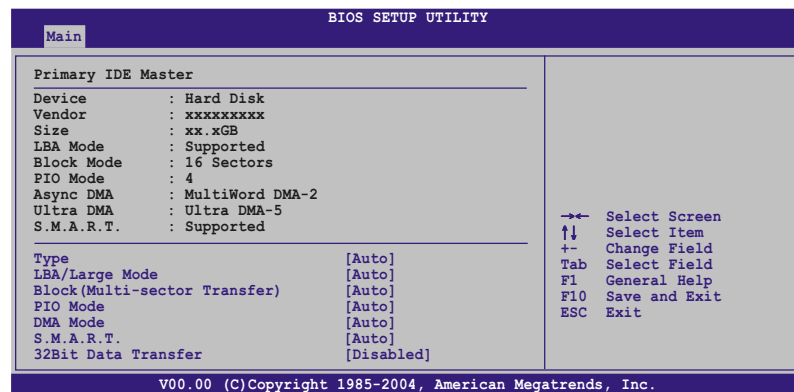 BIOS SETUP UTILITY
Main
Primary IDE Master
Device : Hard Disk
Vendor : xxxxxxxxx
Size : xx.xGB
LBA Mode : Supported
Block Mode : 16 Sectors
PIO Mode : 4
Async DMA : MultiWord DMA-2
Ultra DMA : Ultra DMA-5
S.M.A.R.T. : Supported
Type [Auto]
LBA/Large Mode [Auto]
Block(Multi-sector Transfer) [Auto]
PIO Mode [Auto]
DMA Mode [Auto]
S.M.A.R.T. [Auto]
32Bit Data Transfer [Disabled]
→← Select Screen
↑↓ Select Item
+- Change Field
Tab Select Field
F1 General Help
F10 Save and Exit
ESC Exit
V00.00 (C)Copyright 1985-2004, American Megatrends, Inc.